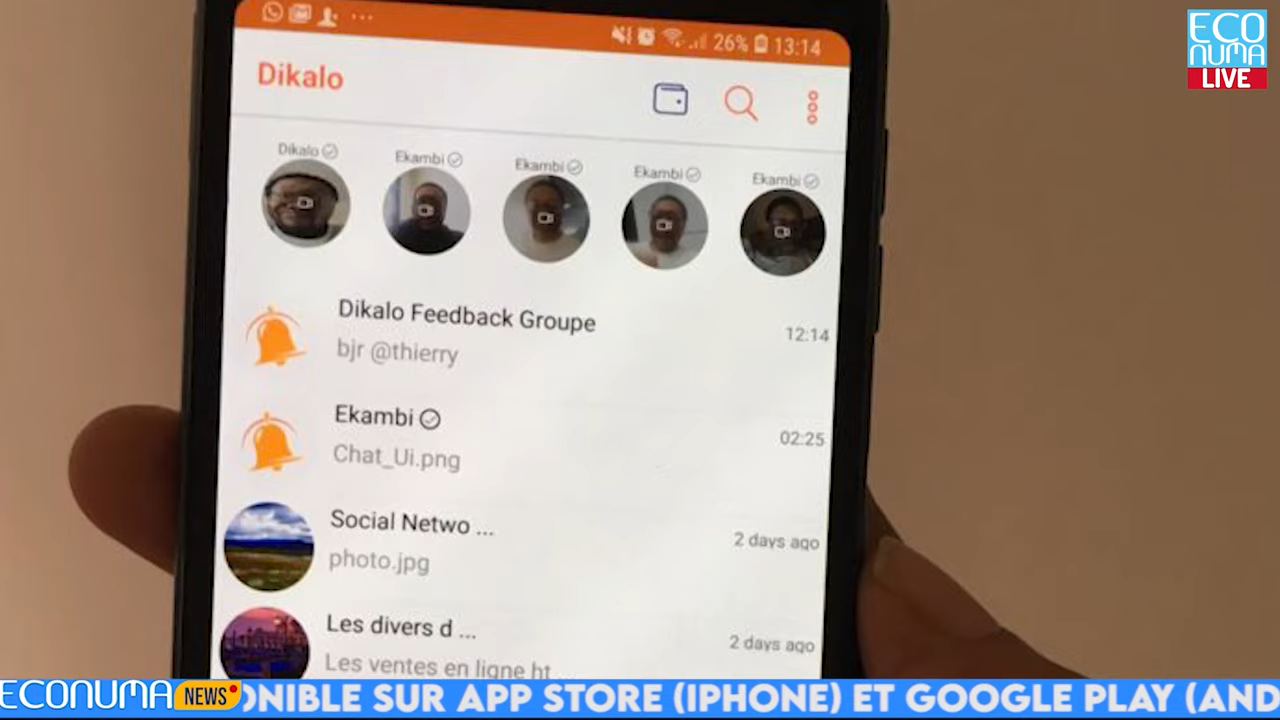 ECO
NUMA
LIVE
26% 13:14
Dikalo
Dikalo
Ekambi
Ekambi
Ekambi
Ekambi
Dikalo Feedback Groupe
12:14
bjr @thierry
Ekambi
02:25
Chat_Ui.png
Social Netwo ...
2 days ago
photo.jpg
Les divers d ...
2 days ago
Les ventes en ligne ht
ECONUMA NEWS ONIBLE SUR APP STORE (IPHONE) ET GOOGLE PLAY (AND